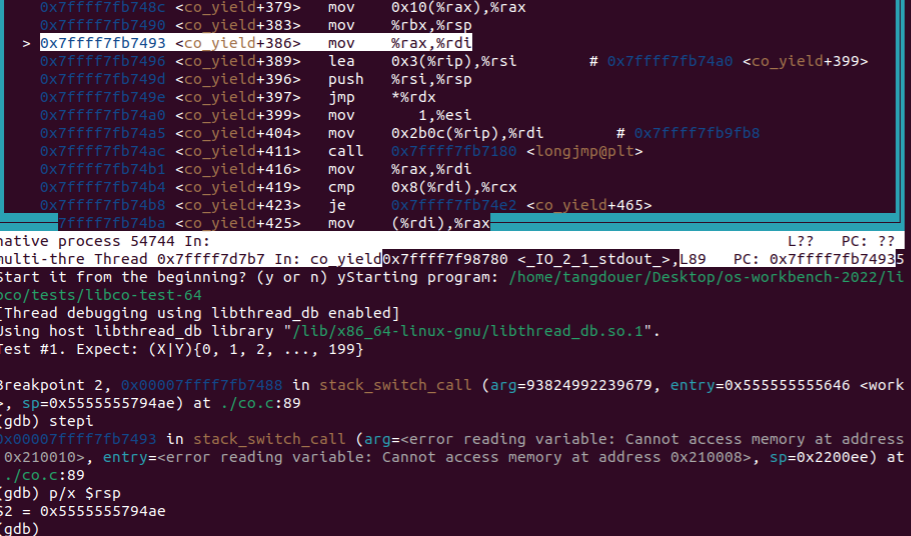 0x7ffff7fb748c <co_yield+379> mov 0x10(%rax),%rax
0x7ffff7fb7490 <co_yield+383> mov %rbx,%rsp
> 0x7ffff7fb7493 <co_yield+386> mov %rax,%rdi
0x7ffff7fb7496 <co_yield+389> lea 0x3(%rip),%rsi # 0x7ffff7fb74a0 <co_yield+399>
0x7ffff7fb749d <co_yield+396> push %rsi,%rsp
0x7ffff7fb749e <co_yield+397> jmp *%rdx
0x7ffff7fb74a0 <co_yield+399> mov 1,%esi
0x7ffff7fb74a5 <co_yield+404> mov 0x2b0c(%rip),%rdi # 0x7ffff7fb9fb8
0x7ffff7fb74ac <co_yield+411> call 0x7ffff7fb7180 <longjmp@plt>
0x7ffff7fb74b1 <co_yield+416> mov %rax,%rdi
0x7ffff7fb74b4 <co_yield+419> cmp 0x8(%rdi),%rcx
0x7ffff7fb74b8 <co_yield+423> je 0x7ffff7fb74e2 <co_yield+465>
7ffff7fb74ba <co_yield+425> mov (%rdi),%rax
native process 54744 In: L?? PC: ??
multi-thre Thread 0x7ffff7d7b7 In: co_yield0x7ffff7f98780 <_IO_2_1_stdout_>,L89 PC: 0x7ffff7fb74935
Start it from the beginning? (y or n) yStarting program: /home/tangdouer/Desktop/os-workbench-2022/li
bco/tests/libco-test-64
[Thread debugging using libthread_db enabled]
Using host libthread_db library "/lib/x86_64-linux-gnu/libthread_db.so.1".
Test #1. Expect: (X|Y){0, 1, 2, ..., 199}
Breakpoint 2, 0x00007ffff7fb7488 in stack_switch_call (arg=93824992239679, entry=0x555555555646 <work
>, sp=0x5555555794ae) at ./co.c:89
(gdb) stepi
0x00007ffff7fb7493 in stack_switch_call (arg=<error reading variable: Cannot access memory at address
0x210010>, entry=<error reading variable: Cannot access memory at address 0x210008>, sp=0x2200ee) at
./co.c:89
(gdb) p/x $rsp
$2 = 0x5555555794ae
(gdb)